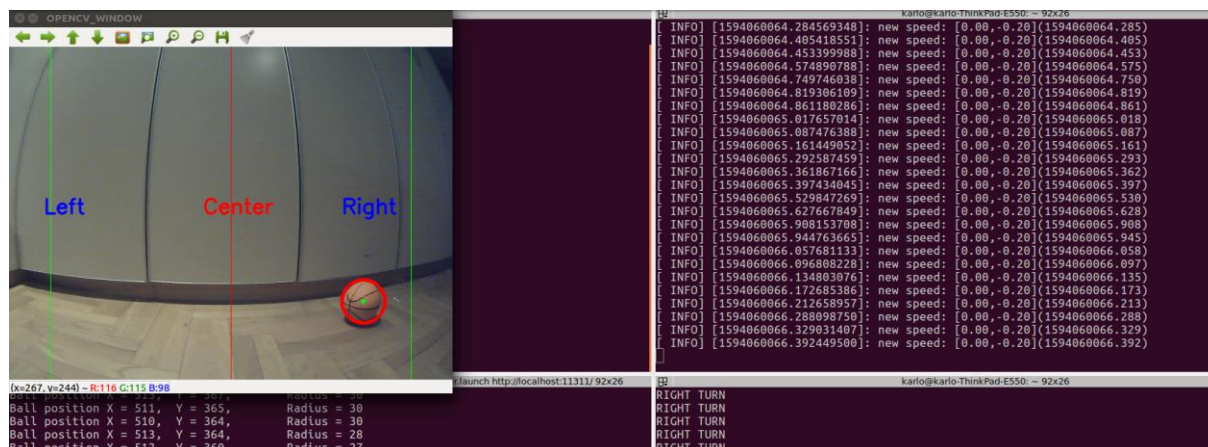 OPENCV_WINDOW
Left
Center
Right
(x=267, y=244) ~ R:116 G:115 B:98
karlo@karlo-ThinkPad-E550: ~ 92x26
[ INFO] [1594060064.284569348]: new speed: [0.00,-0.20](1594060064.285)
[ INFO] [1594060064.405418551]: new speed: [0.00,-0.20](1594060064.405)
[ INFO] [1594060064.453399988]: new speed: [0.00,-0.20](1594060064.453)
[ INFO] [1594060064.574890788]: new speed: [0.00,-0.20](1594060064.575)
[ INFO] [1594060064.749746038]: new speed: [0.00,-0.20](1594060064.750)
[ INFO] [1594060064.819306109]: new speed: [0.00,-0.20](1594060064.819)
[ INFO] [1594060064.861180286]: new speed: [0.00,-0.20](1594060064.861)
[ INFO] [1594060065.017657014]: new speed: [0.00,-0.20](1594060065.018)
[ INFO] [1594060065.087476388]: new speed: [0.00,-0.20](1594060065.087)
[ INFO] [1594060065.161449052]: new speed: [0.00,-0.20](1594060065.161)
[ INFO] [1594060065.292587459]: new speed: [0.00,-0.20](1594060065.293)
[ INFO] [1594060065.361867166]: new speed: [0.00,-0.20](1594060065.362)
[ INFO] [1594060065.397434045]: new speed: [0.00,-0.20](1594060065.397)
[ INFO] [1594060065.529847269]: new speed: [0.00,-0.20](1594060065.530)
[ INFO] [1594060065.627667849]: new speed: [0.00,-0.20](1594060065.628)
[ INFO] [1594060065.908153708]: new speed: [0.00,-0.20](1594060065.908)
[ INFO] [1594060065.944763665]: new speed: [0.00,-0.20](1594060065.945)
[ INFO] [1594060066.057681133]: new speed: [0.00,-0.20](1594060066.058)
[ INFO] [1594060066.096808228]: new speed: [0.00,-0.20](1594060066.097)
[ INFO] [1594060066.134803076]: new speed: [0.00,-0.20](1594060066.135)
[ INFO] [1594060066.172685386]: new speed: [0.00,-0.20](1594060066.173)
[ INFO] [1594060066.212658957]: new speed: [0.00,-0.20](1594060066.213)
[ INFO] [1594060066.288098750]: new speed: [0.00,-0.20](1594060066.288)
[ INFO] [1594060066.329031407]: new speed: [0.00,-0.20](1594060066.329)
[ INFO] [1594060066.392449500]: new speed: [0.00,-0.20](1594060066.392)
r.launch http://localhost:11311/ 92x26
Ball position X = 513, Y = 367, Radius = 30
Ball position X = 511, Y = 365, Radius = 30
Ball position X = 510, Y = 364, Radius = 30
Ball position X = 513, Y = 364, Radius = 28
Ball position X = 512, Y = 360, Radius = 27
karlo@karlo-ThinkPad-E550: ~ 92x26
RIGHT TURN
RIGHT TURN
RIGHT TURN
RIGHT TURN
RIGHT TURN